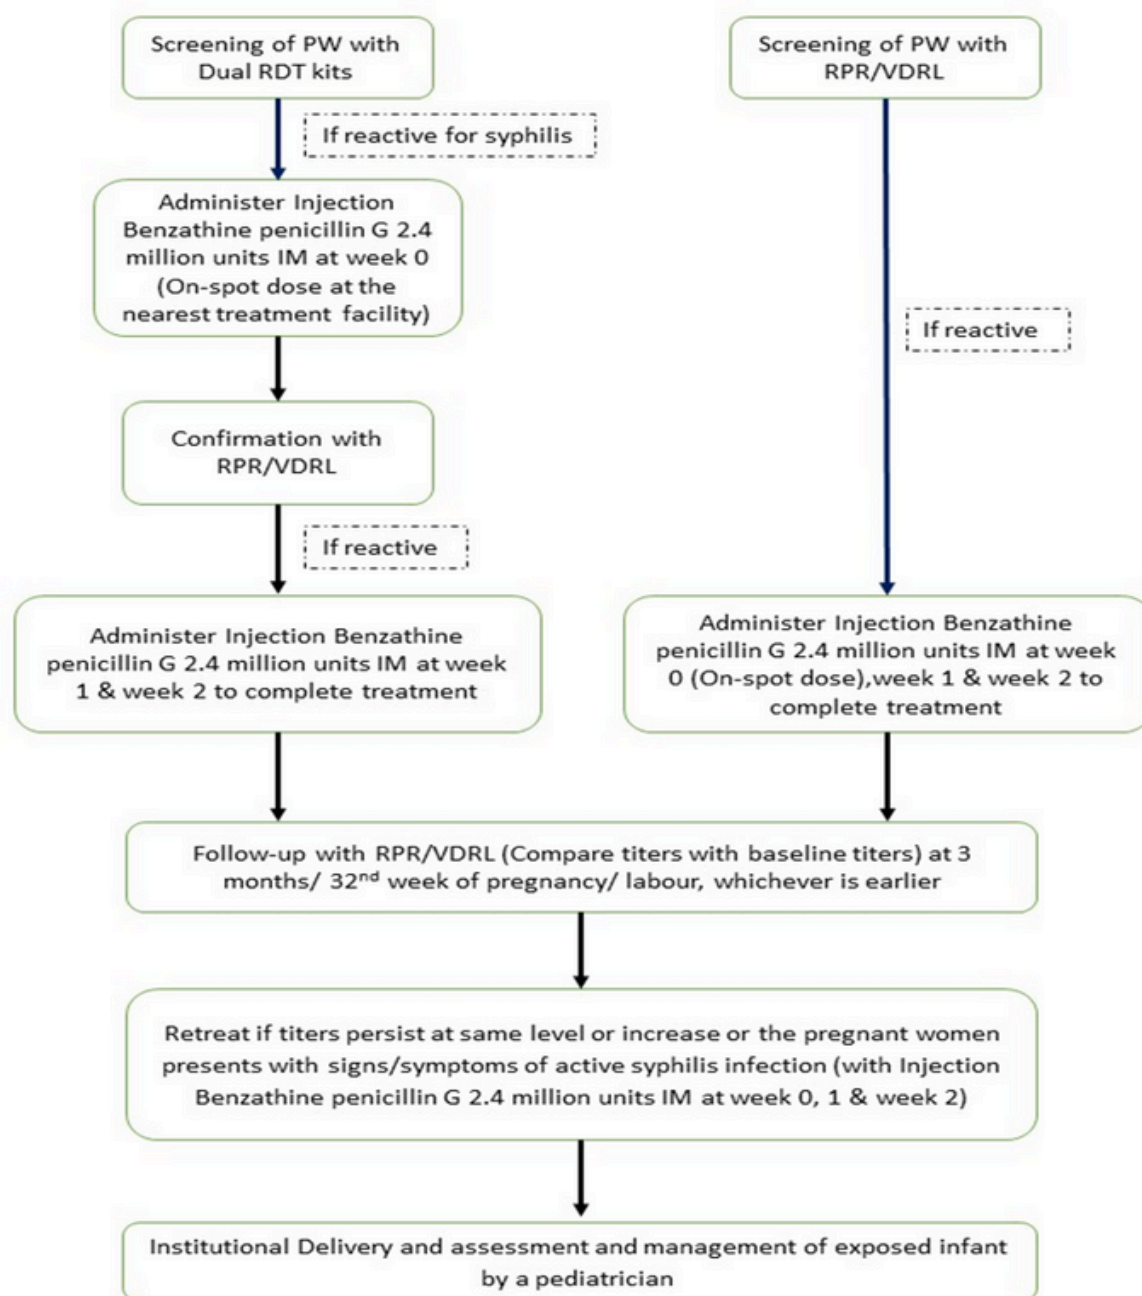 Screening of PW with
Dual RDT kits
Screening of PW with
RPR/VDRL
If reactive for syphilis
Administer Injection
Benzathine penicillin G 2.4
million units IM at week 0
(On-spot dose at the
nearest treatment facility)
If reactive
Confirmation with
RPR/VDRL
If reactive
Administer Injection Benzathine
penicillin G 2.4 million units IM at week
1 & week 2 to complete treatment
Administer Injection Benzathine
penicillin G 2.4 million units IM at week
0 (On-spot dose),week 1 & week 2 to
complete treatment
Follow-up with RPR/VDRL (Compare titers with baseline titers) at 3
months/ 32nd week of pregnancy/ labour, whichever is earlier
Retreat if titers persist at same level or increase or the pregnant women
presents with signs/symptoms of active syphilis infection (with Injection
Benzathine penicillin G 2.4 million units IM at week 0, 1 & week 2)
Institutional Delivery and assessment and management of exposed infant
by a pediatrician